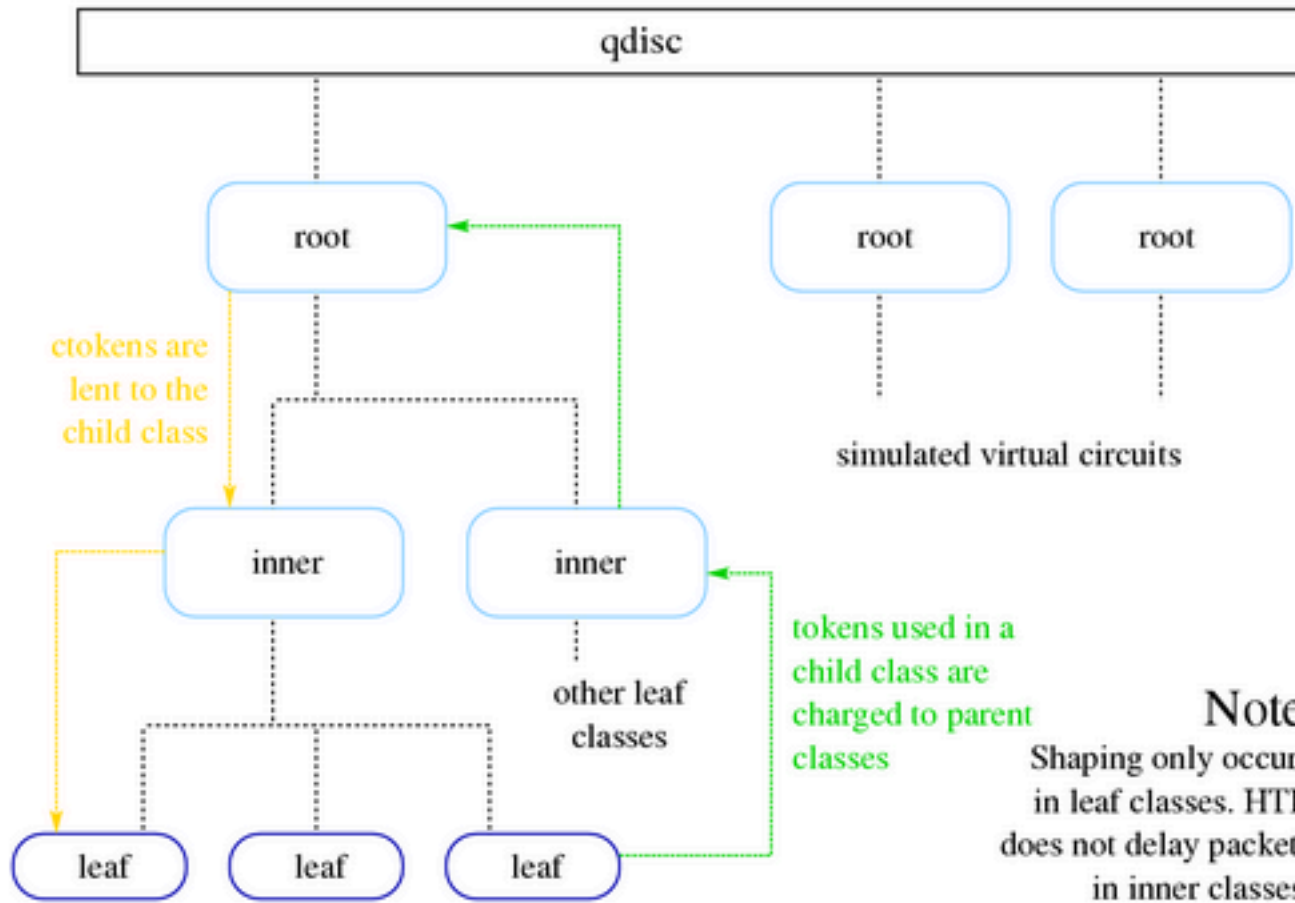 qdisc
root
root
root
ctokens are
lent to the
child class
simulated virtual circuits
inner
inner
other leaf
classes
tokens used in a
child class are
charged to parent
classes
Note
Shaping only occur
in leaf classes. HT
does not delay packet
in inner classes
leaf
leaf
leaf